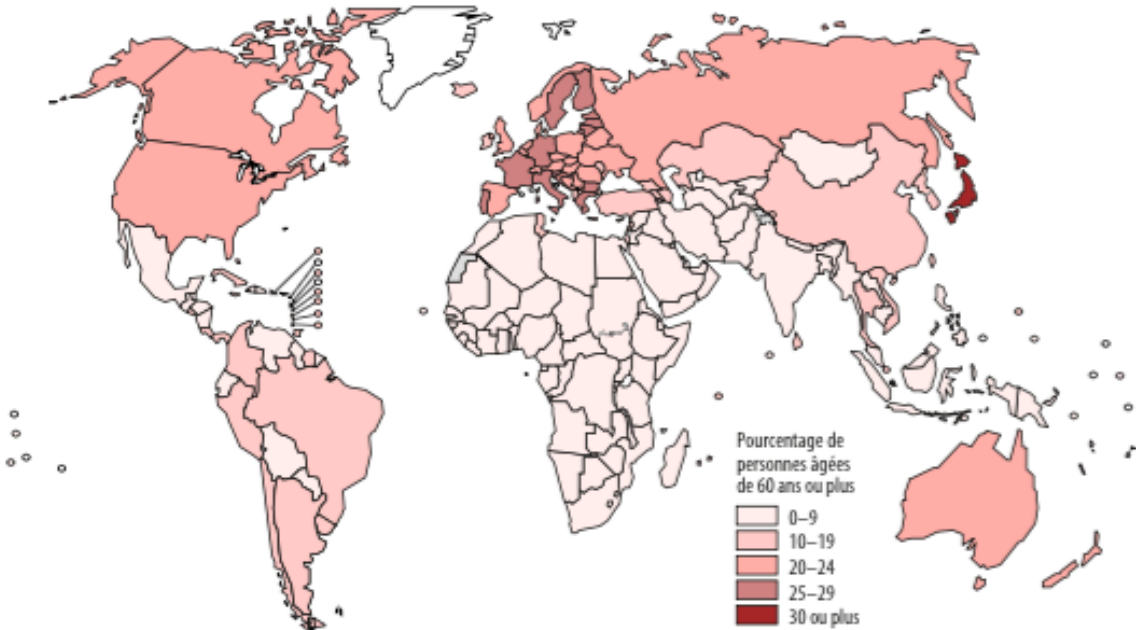 Pourcentage de
personnes âgées
de 60 ans ou plus
0–9
10–19
20–24
25–29
30 ou plus